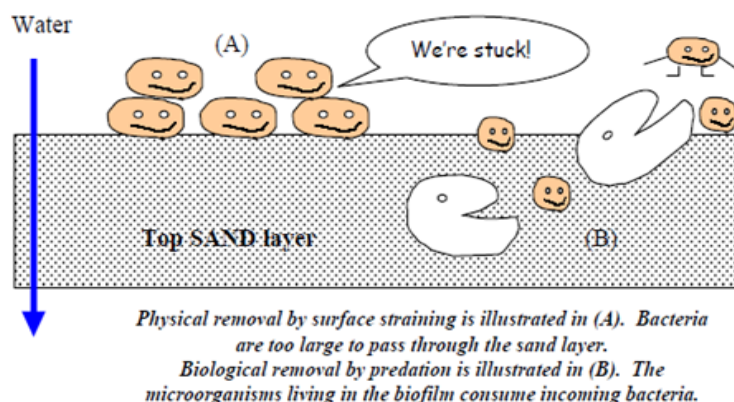 Water
(A)
We're stuck!
Top SAND layer
(B)
Physical removal by surface straining is illustrated in (A). Bacteria
are too large to pass through the sand layer.
Biological removal by predation is illustrated in (B). The
microorganisms living in the biofilm consume incoming bacteria.